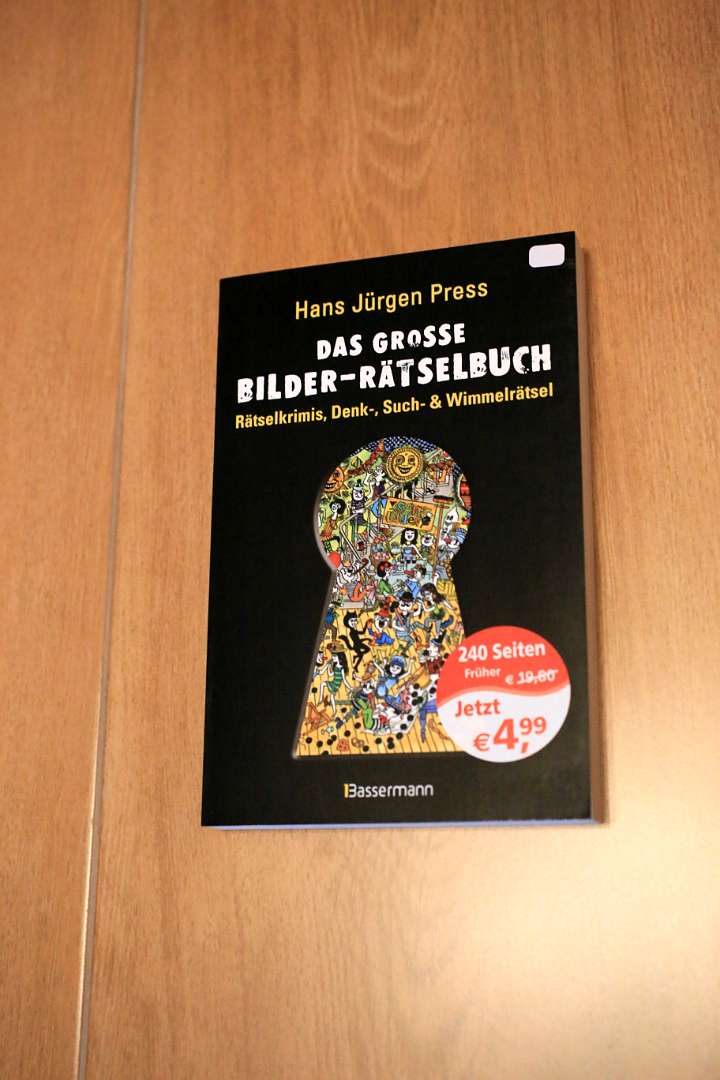 Hans Jürgen Press
DAS GROSSE
BILDER-RÄTSELBUCH
Rätselkrimis, Denk-, Such- & Wimmelrätsel
240 Seiten
Früher € 19,80
Jetzt
€ 4,99
Bassermann